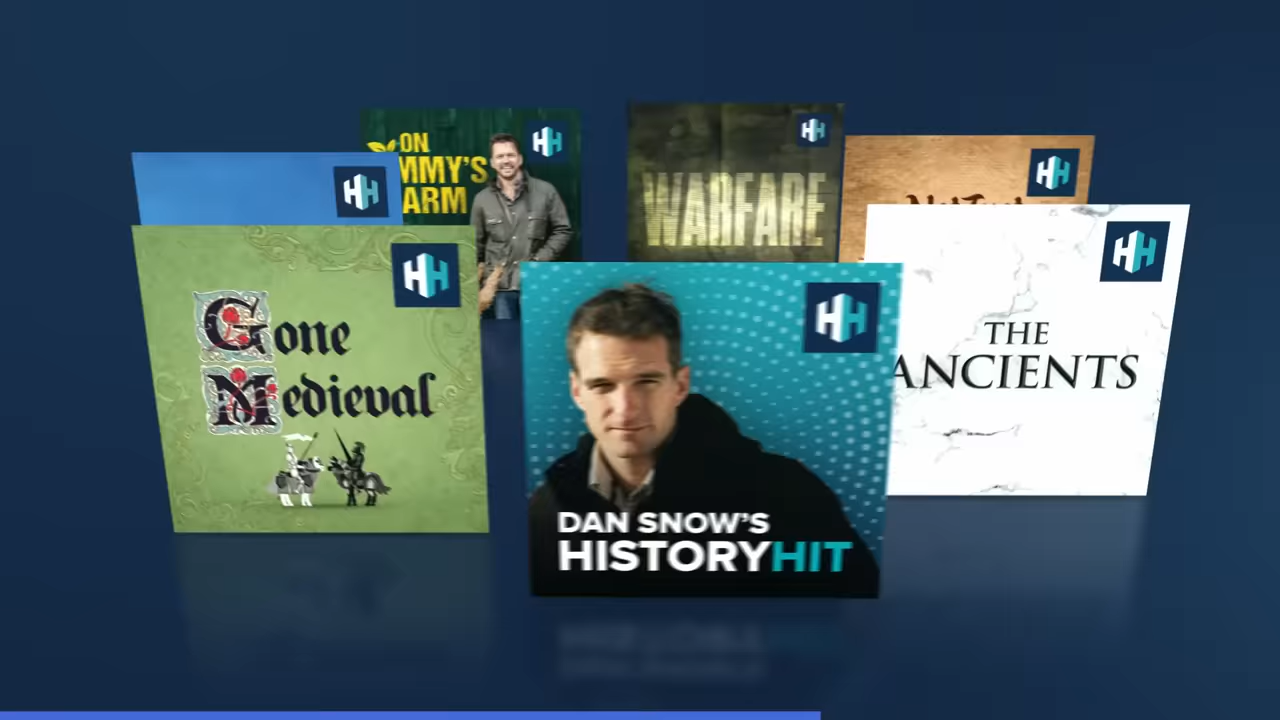 ON
MMY'S
ARM
WARFARE
Gone
Medieval
THE
ANCIENTS
DAN SNOW'S
HISTORYHIT
HH
HH
HH
HH
HH
HH
HH